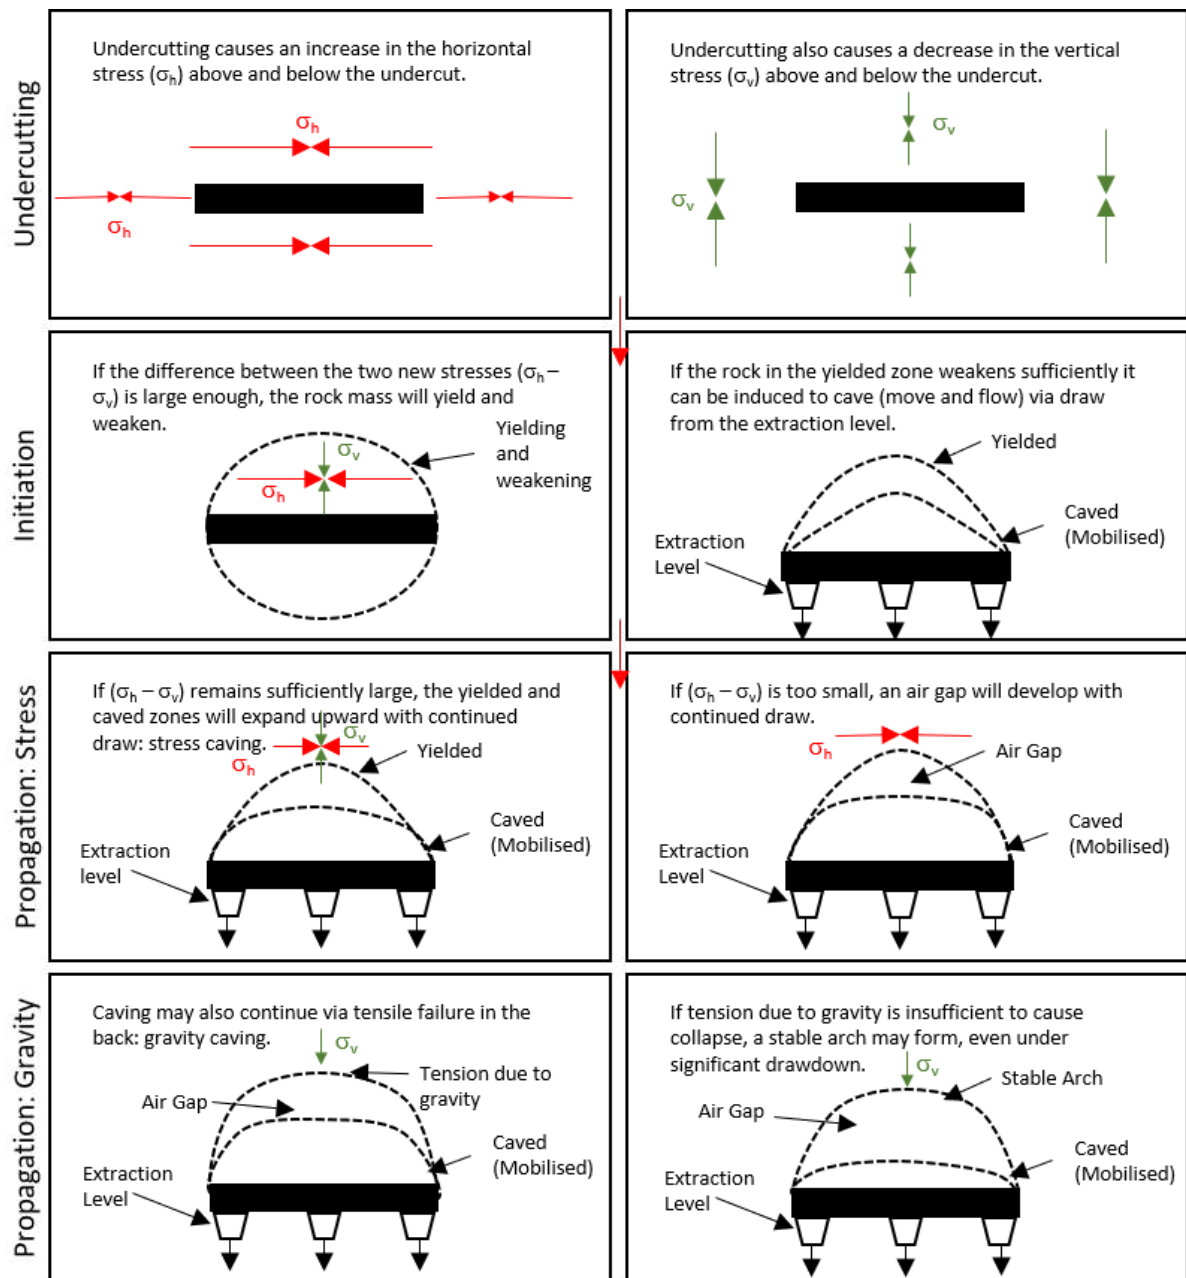 Undercutting
Undercutting causes an increase in the horizontal
stress (σh) above and below the undercut.
σh
σh
Undercutting also causes a decrease in the vertical
stress (σv) above and below the undercut.
σv
σv
Initiation
If the difference between the two new stresses (σh –
σv) is large enough, the rock mass will yield and
weaken.
Yielding
and
weakening
σv
σh
If the rock in the yielded zone weakens sufficiently it
can be induced to cave (move and flow) via draw
from the extraction level.
Yielded
Caved
(Mobilised)
Extraction
Level
Propagation: Stress
If (σh – σv) remains sufficiently large, the yielded and
caved zones will expand upward with continued
draw: stress caving.
σv
σh
Yielded
Caved
(Mobilised)
Extraction
level
If (σh – σv) is too small, an air gap will develop with
continued draw.
σh
Air Gap
Caved
(Mobilised)
Extraction
Level
Propagation: Gravity
Caving may also continue via tensile failure in the
back: gravity caving.
σv
Tension due to
gravity
Air Gap
Caved
(Mobilised)
Extraction
Level
If tension due to gravity is insufficient to cause
collapse, a stable arch may form, even under
significant drawdown.
σv
Stable Arch
Air Gap
Caved
(Mobilised)
Extraction
Level